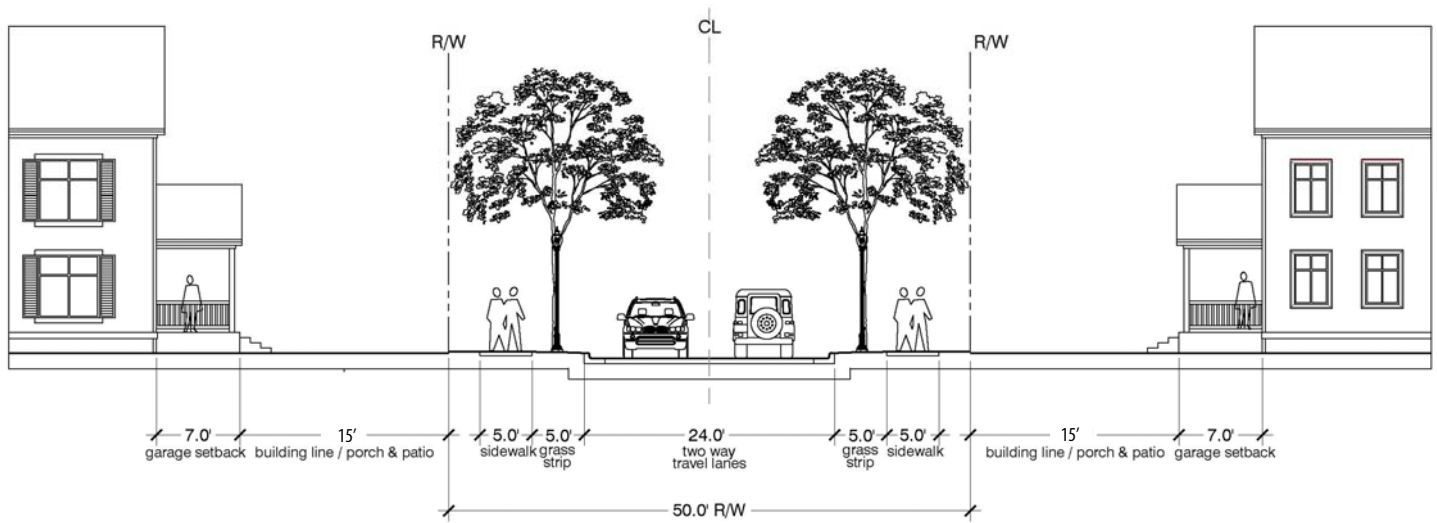 CL
R/W
R/W
7.0'
garage setback
15'
building line / porch & patio
5.0'
sidewalk
5.0'
grass
strip
24.0'
two way
travel lanes
5.0'
grass
strip
5.0'
sidewalk
15'
building line / porch & patio
7.0'
garage setback
50.0' R/W